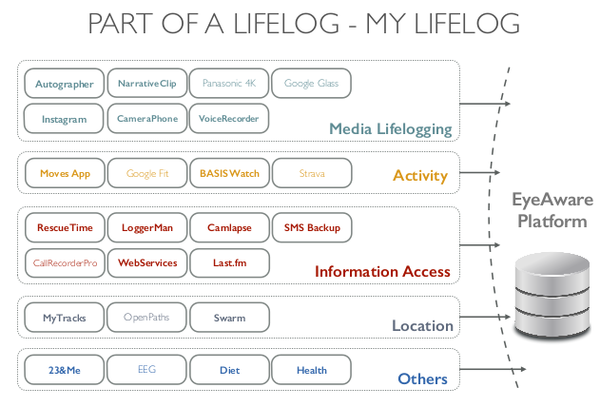 PART OF A LIFELOG - MY LIFELOG
Autographer NarrativeClip Panasonic 4K Google Glass
Instagram CameraPhone VoiceRecorder
Media Lifelogging
Moves App Google Fit BASIS Watch Strava
Activity
EyeAware
Platform
RescueTime LoggerMan Camlapse SMS Backup
CallRecorderPro WebServices Last.fm
Information Access
MyTracks OpenPaths Swarm
Location
23&Me EEG Diet Health
Others